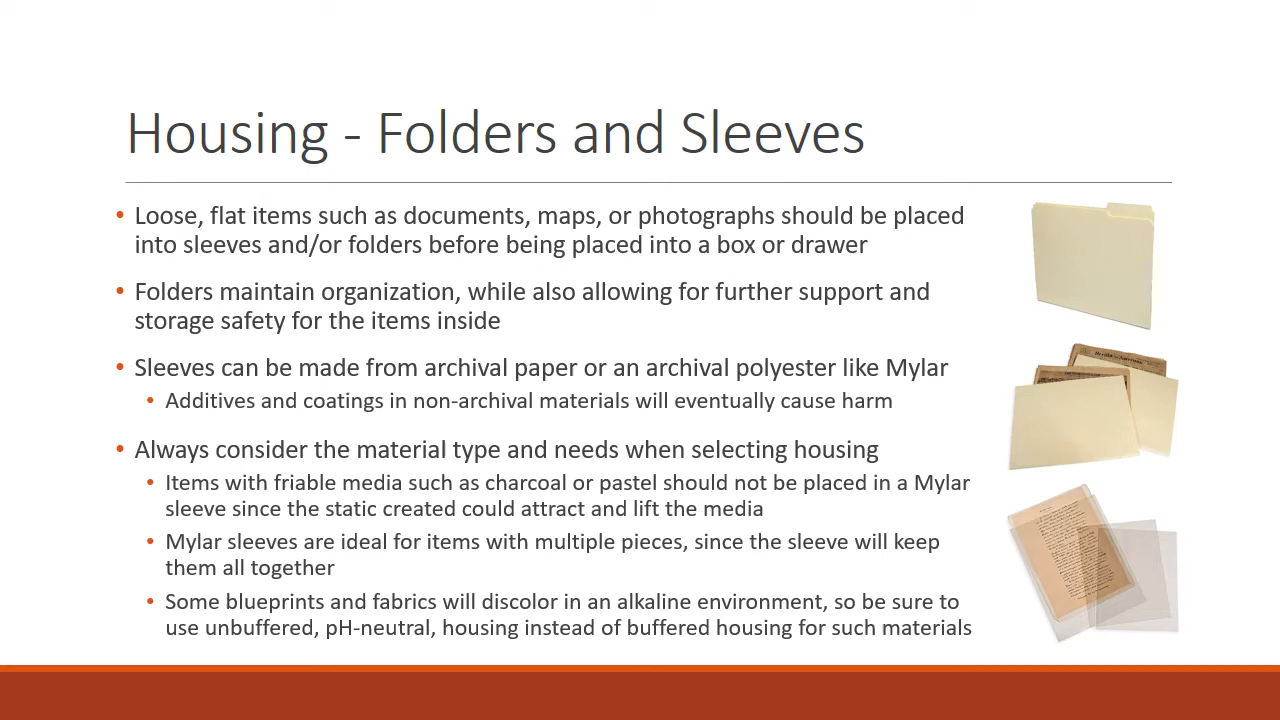 Housing - Folders and Sleeves
• Loose, flat items such as documents, maps, or photographs should be placed
into sleeves and/or folders before being placed into a box or drawer
• Folders maintain organization, while also allowing for further support and
storage safety for the items inside
• Sleeves can be made from archival paper or an archival polyester like Mylar
• Additives and coatings in non-archival materials will eventually cause harm
• Always consider the material type and needs when selecting housing
• Items with friable media such as charcoal or pastel should not be placed in a Mylar
sleeve since the static created could attract and lift the media
• Mylar sleeves are ideal for items with multiple pieces, since the sleeve will keep
them all together
• Some blueprints and fabrics will discolor in an alkaline environment, so be sure to
use unbuffered, pH-neutral, housing instead of buffered housing for such materials